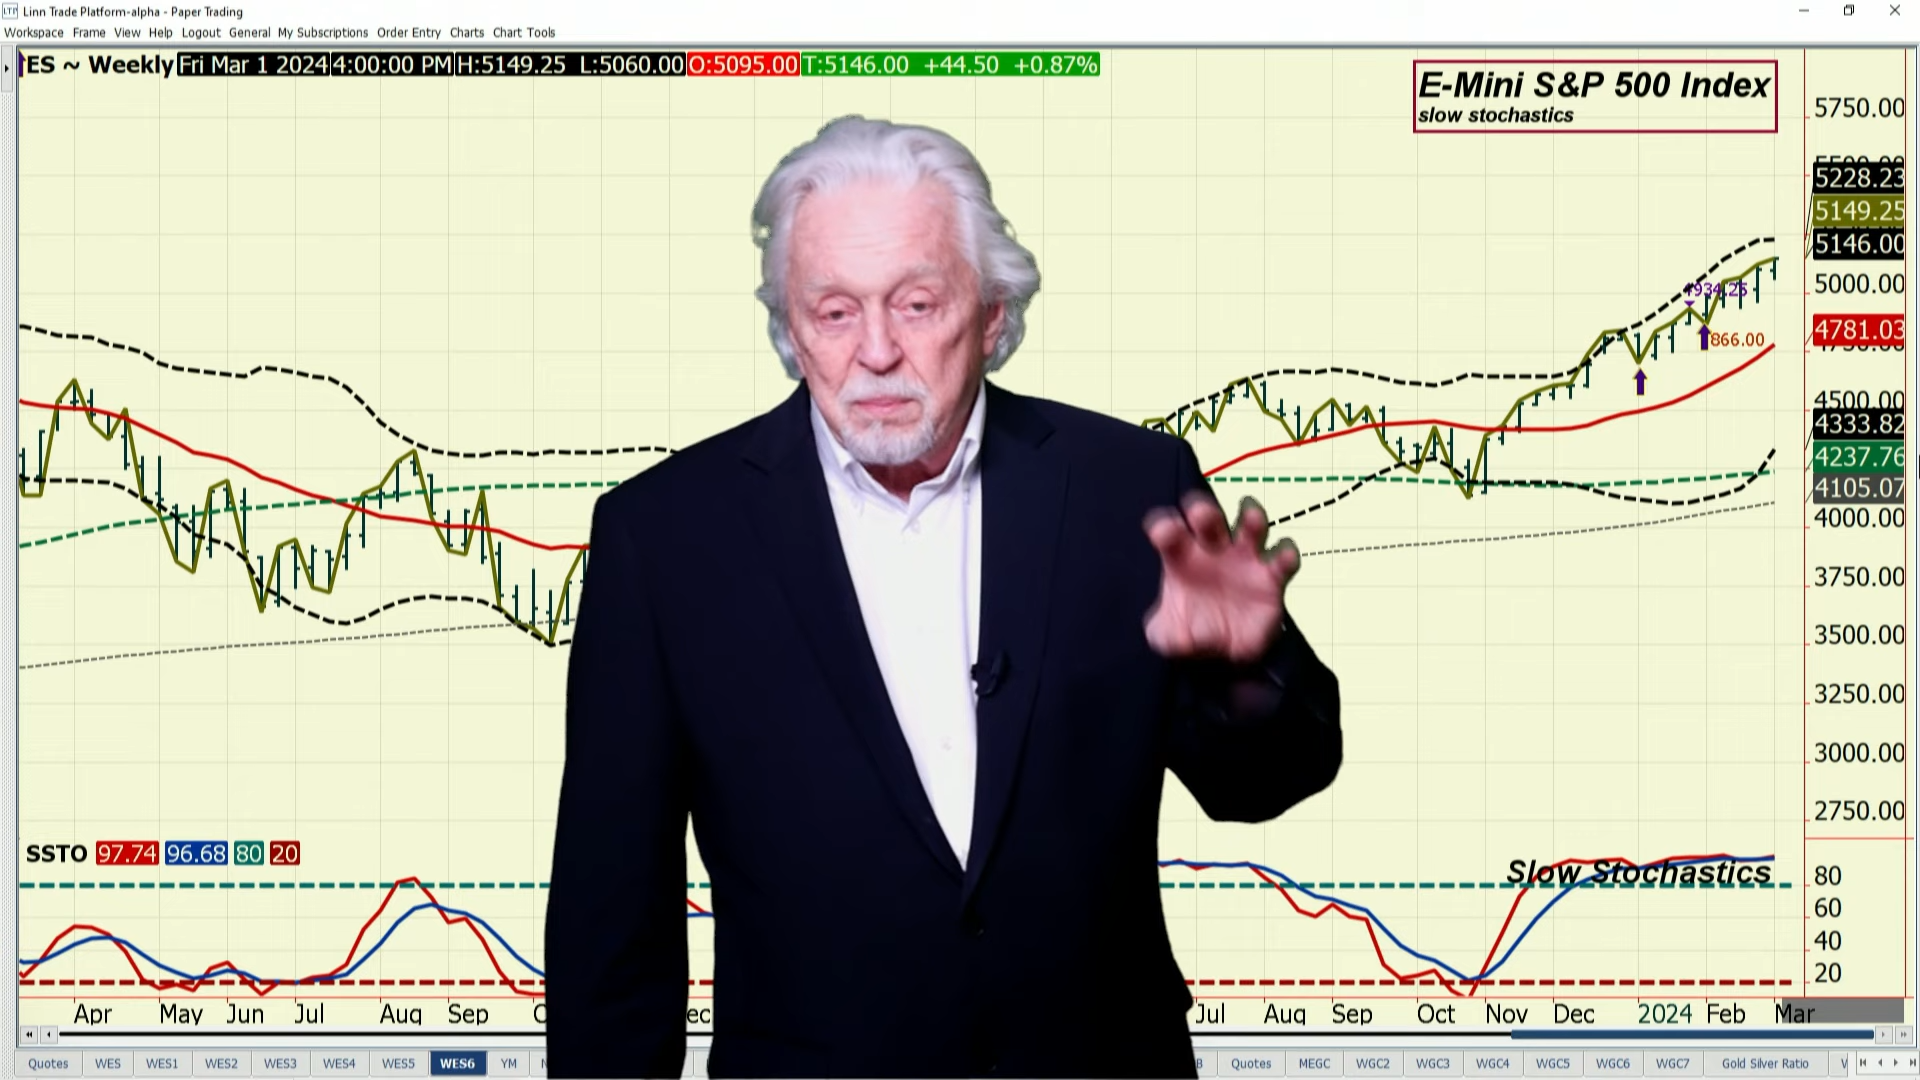 LTP Linn Trade Platform-alpha - Paper Trading
Workspace Frame View Help Logout General My Subscriptions Order Entry Charts Chart Tools
ES ~ Weekly Fri Mar 1 2024 4:00:00 PM H:5149.25 L:5060.00 O:5095.00 T:5146.00 +44.50 +0.87%
E-Mini S&P 500 Index
slow stochastics
5750.00
5500.00
5228.23
5149.25
5146.00
5000.00
4934.25
4781.03
4750.00
866.00
4500.00
4333.82
4237.76
4105.07
4000.00
3750.00
3500.00
3250.00
3000.00
2750.00
SSTO 97.74 96.68 80 20
Slow Stochastics
80
60
40
20
Apr May Jun Jul Aug Sep Jul Aug Sep Oct Nov Dec 2024 Feb Mar
Quotes WES WES1 WES2 WES3 WES4 WES5 WES6 YM Quotes MEGC WGC2 WGC3 WGC4 WGC5 WGC6 WGC7 Gold Silver Ratio